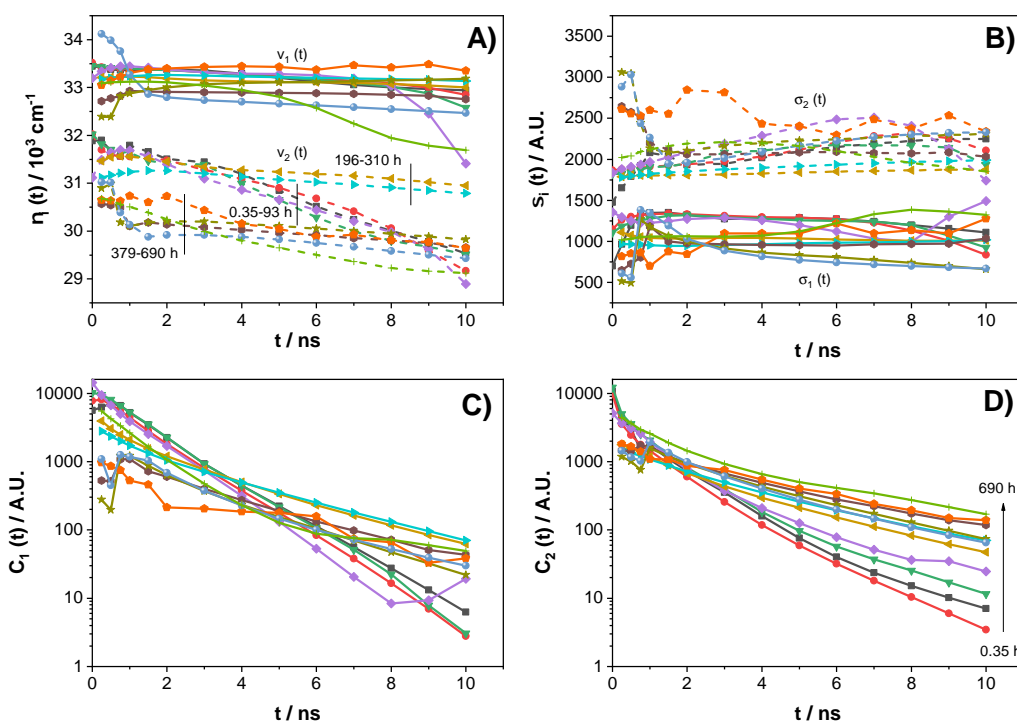 A)
34
33
32
31
30
29
η (t) / 10³ cm⁻¹
ν₁ (t)
ν₂ (t)
196-310 h
0.35-93 h
379-690 h
0 2 4 6 8 10
t / ns
B)
3500
3000
2500
2000
1500
1000
500
sᵢ (t) / A.U.
σ₂ (t)
σ₁ (t)
0 2 4 6 8 10
t / ns
C)
10000
1000
100
10
1
C₁ (t) / A.U.
0 2 4 6 8 10
t / ns
D)
10000
1000
100
10
1
C₂ (t) / A.U.
690 h
0.35 h
0 2 4 6 8 10
t / ns